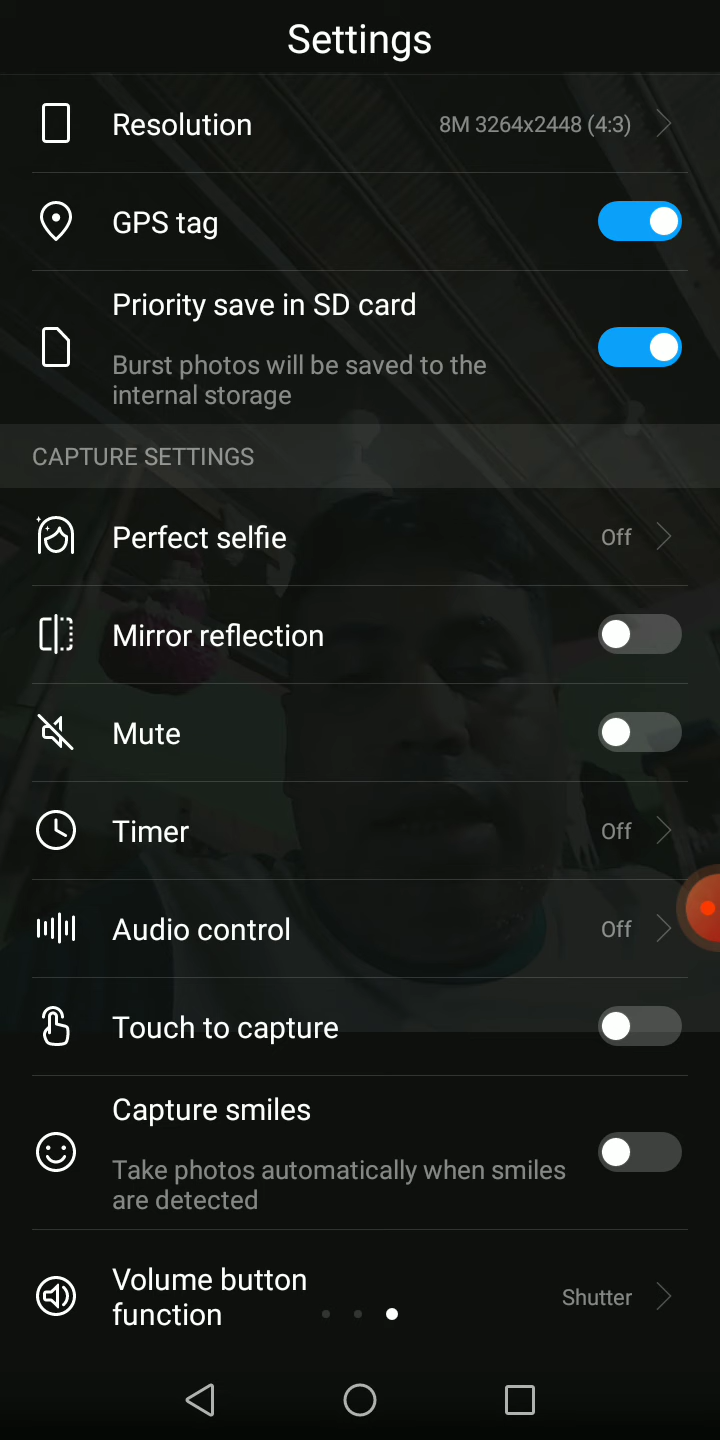 Settings
Resolution 8M 3264x2448 (4:3)
GPS tag
Priority save in SD card
Burst photos will be saved to the
internal storage
CAPTURE SETTINGS
Perfect selfie Off
Mirror reflection
Mute
Timer Off
Audio control Off
Touch to capture
Capture smiles
Take photos automatically when smiles
are detected
Volume button
function Shutter